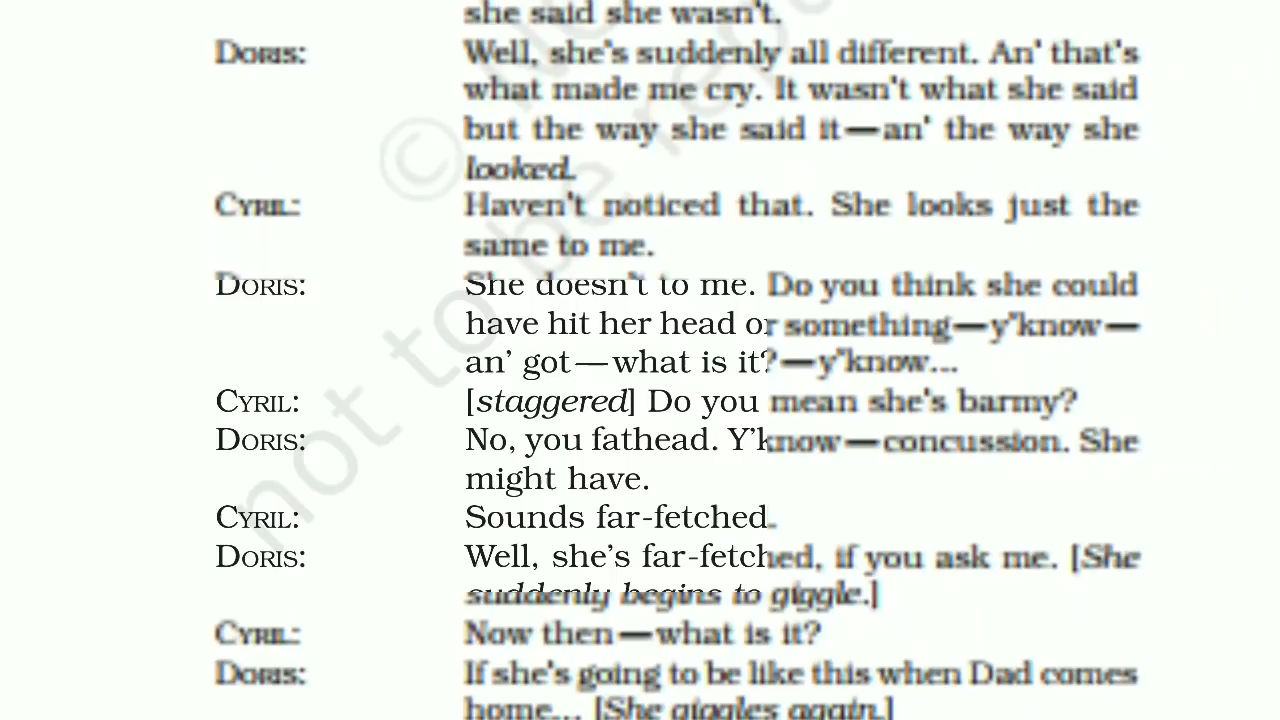 she said she wasn't.
DORIS: Well, she's suddenly all different. An' that's
what made me cry. It wasn't what she said
but the way she said it—an' the way she
looked.
CYRIL: Haven't noticed that. She looks just the
same to me.
DORIS: She doesn't to me. Do you think she could
have hit her head or something—y'know—
an' got—what is it?—y'know...
CYRIL: [staggered] Do you mean she's barmy?
DORIS: No, you fathead. Y'know—concussion. She
might have.
CYRIL: Sounds far-fetched.
DORIS: Well, she's far-fetched, if you ask me. [She
suddenly begins to giggle.]
CYRIL: Now then—what is it?
DORIS: If she's going to be like this when Dad comes
home... [She giggles again.]
not to be rep